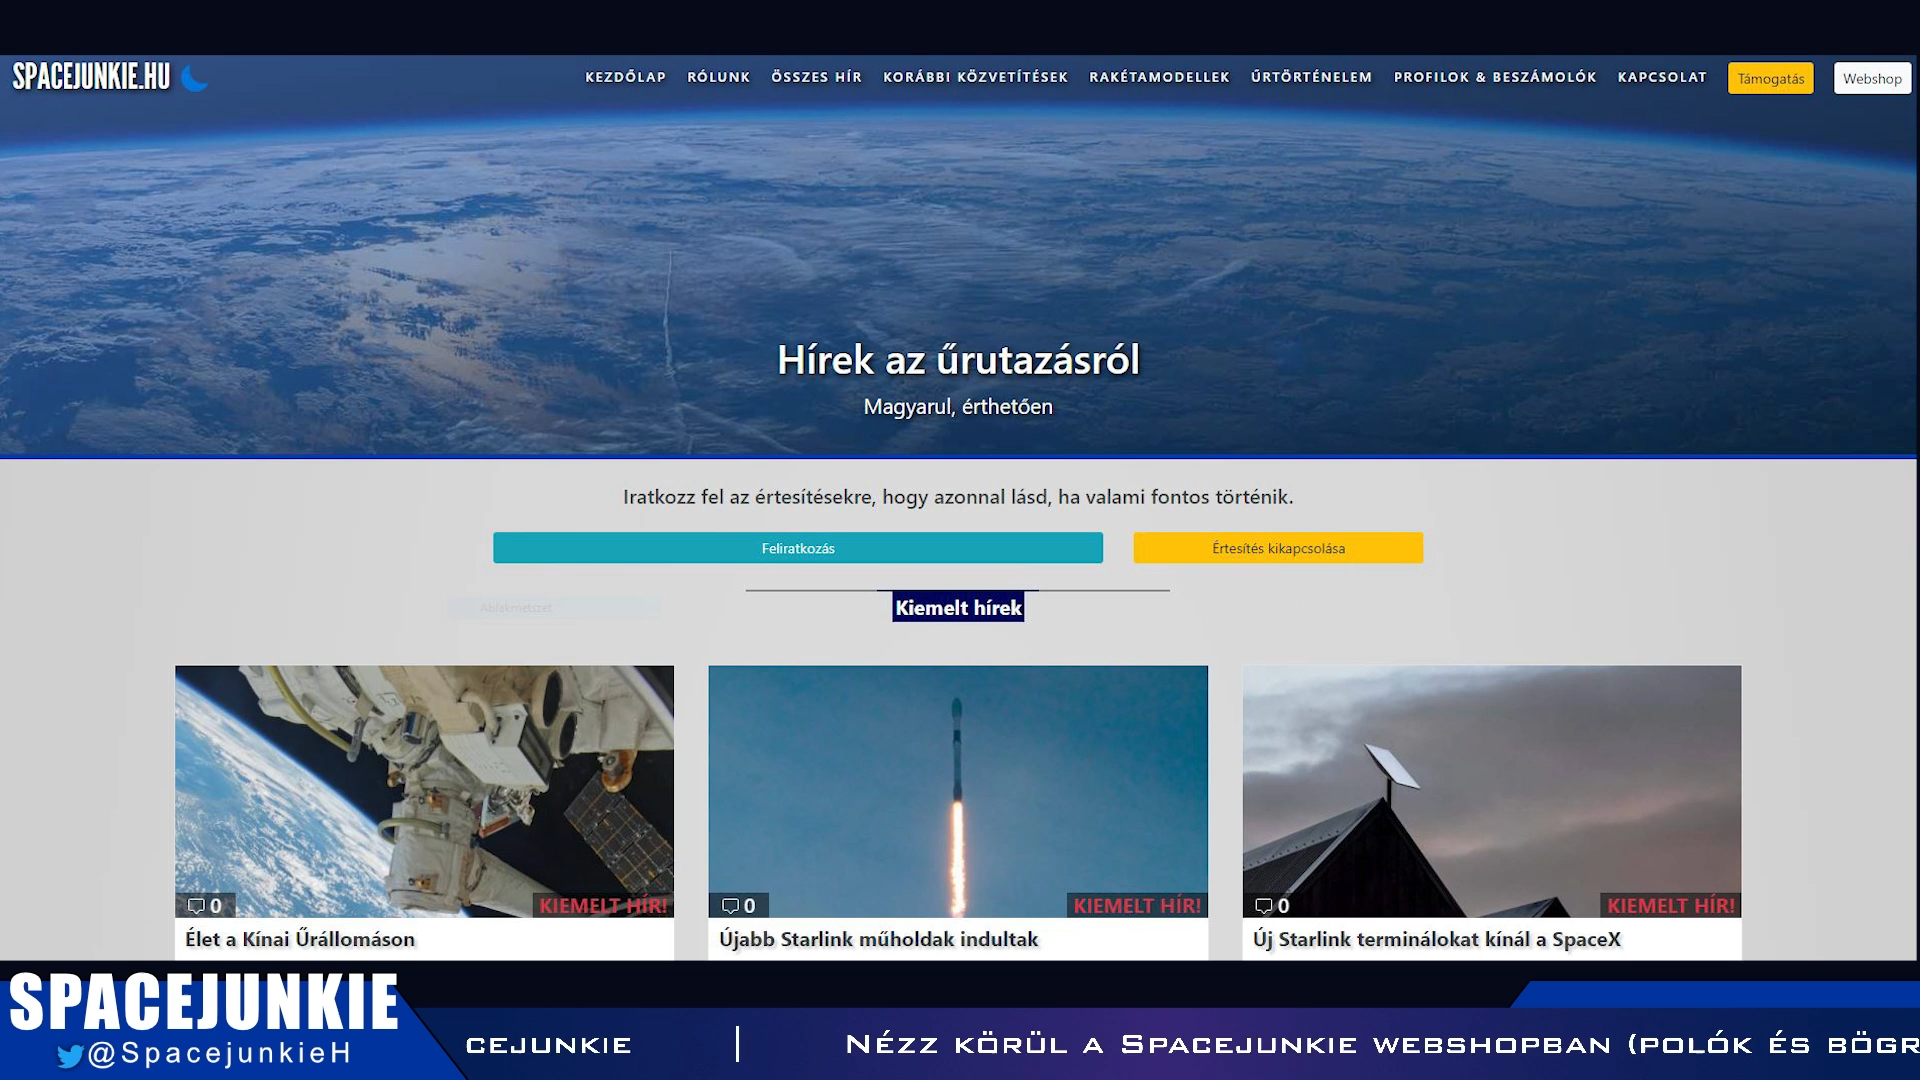 SPACEJUNKIE.HU
KEZDŐLAP RÓLUNK ÖSSZES HÍR KORÁBBI KÖZVETÍTÉSEK RAKÉTAMODELLEK ŰRTÖRTÉNELEM PROFILOK & BESZÁMOLÓK KAPCSOLAT Támogatás Webshop
Hírek az űrutazásról
Magyarul, érthetően
Iratkozz fel az értesítésekre, hogy azonnal lásd, ha valami fontos történik.
Feliratkozás Értesítés kikapcsolása
Ablakmetszet
Kiemelt hírek
0 KIEMELT HÍR! 0 KIEMELT HÍR! 0 KIEMELT HÍR!
Élet a Kínai Űrállomáson
Újabb Starlink műholdak indultak
Új Starlink terminálokat kínál a SpaceX
SPACEJUNKIE
@SpacejunkieH
CEJUNKIE | NÉZZ KÖRÜL A SPACEJUNKIE WEBSHOPBAN (PÓLÓK ÉS BÖGR